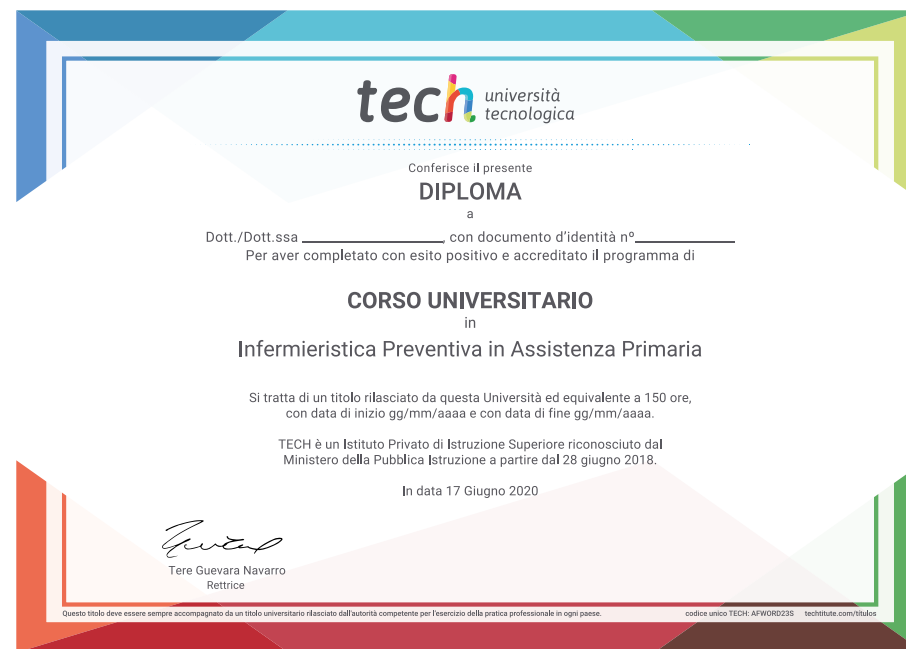 tech università
tecnologica
Conferisce il presente
DIPLOMA
a
Dott./Dott.ssa ____________________, con documento d'identità nº______________
Per aver completato con esito positivo e accreditato il programma di
CORSO UNIVERSITARIO
in
Infermieristica Preventiva in Assistenza Primaria
Si tratta di un titolo rilasciato da questa Università ed equivalente a 150 ore,
con data di inizio gg/mm/aaaa e con data di fine gg/mm/aaaa.
TECH è un Istituto Privato di Istruzione Superiore riconosciuto dal
Ministero della Pubblica Istruzione a partire dal 28 giugno 2018.
In data 17 Giugno 2020
Tere Guevara Navarro
Rettrice
Questo titolo deve essere sempre accompagnato da un titolo universitario rilasciato dall'autorità competente per l'esercizio della pratica professionale in ogni paese. codice unico TECH: AFWORD23S techtitute.com/titulos